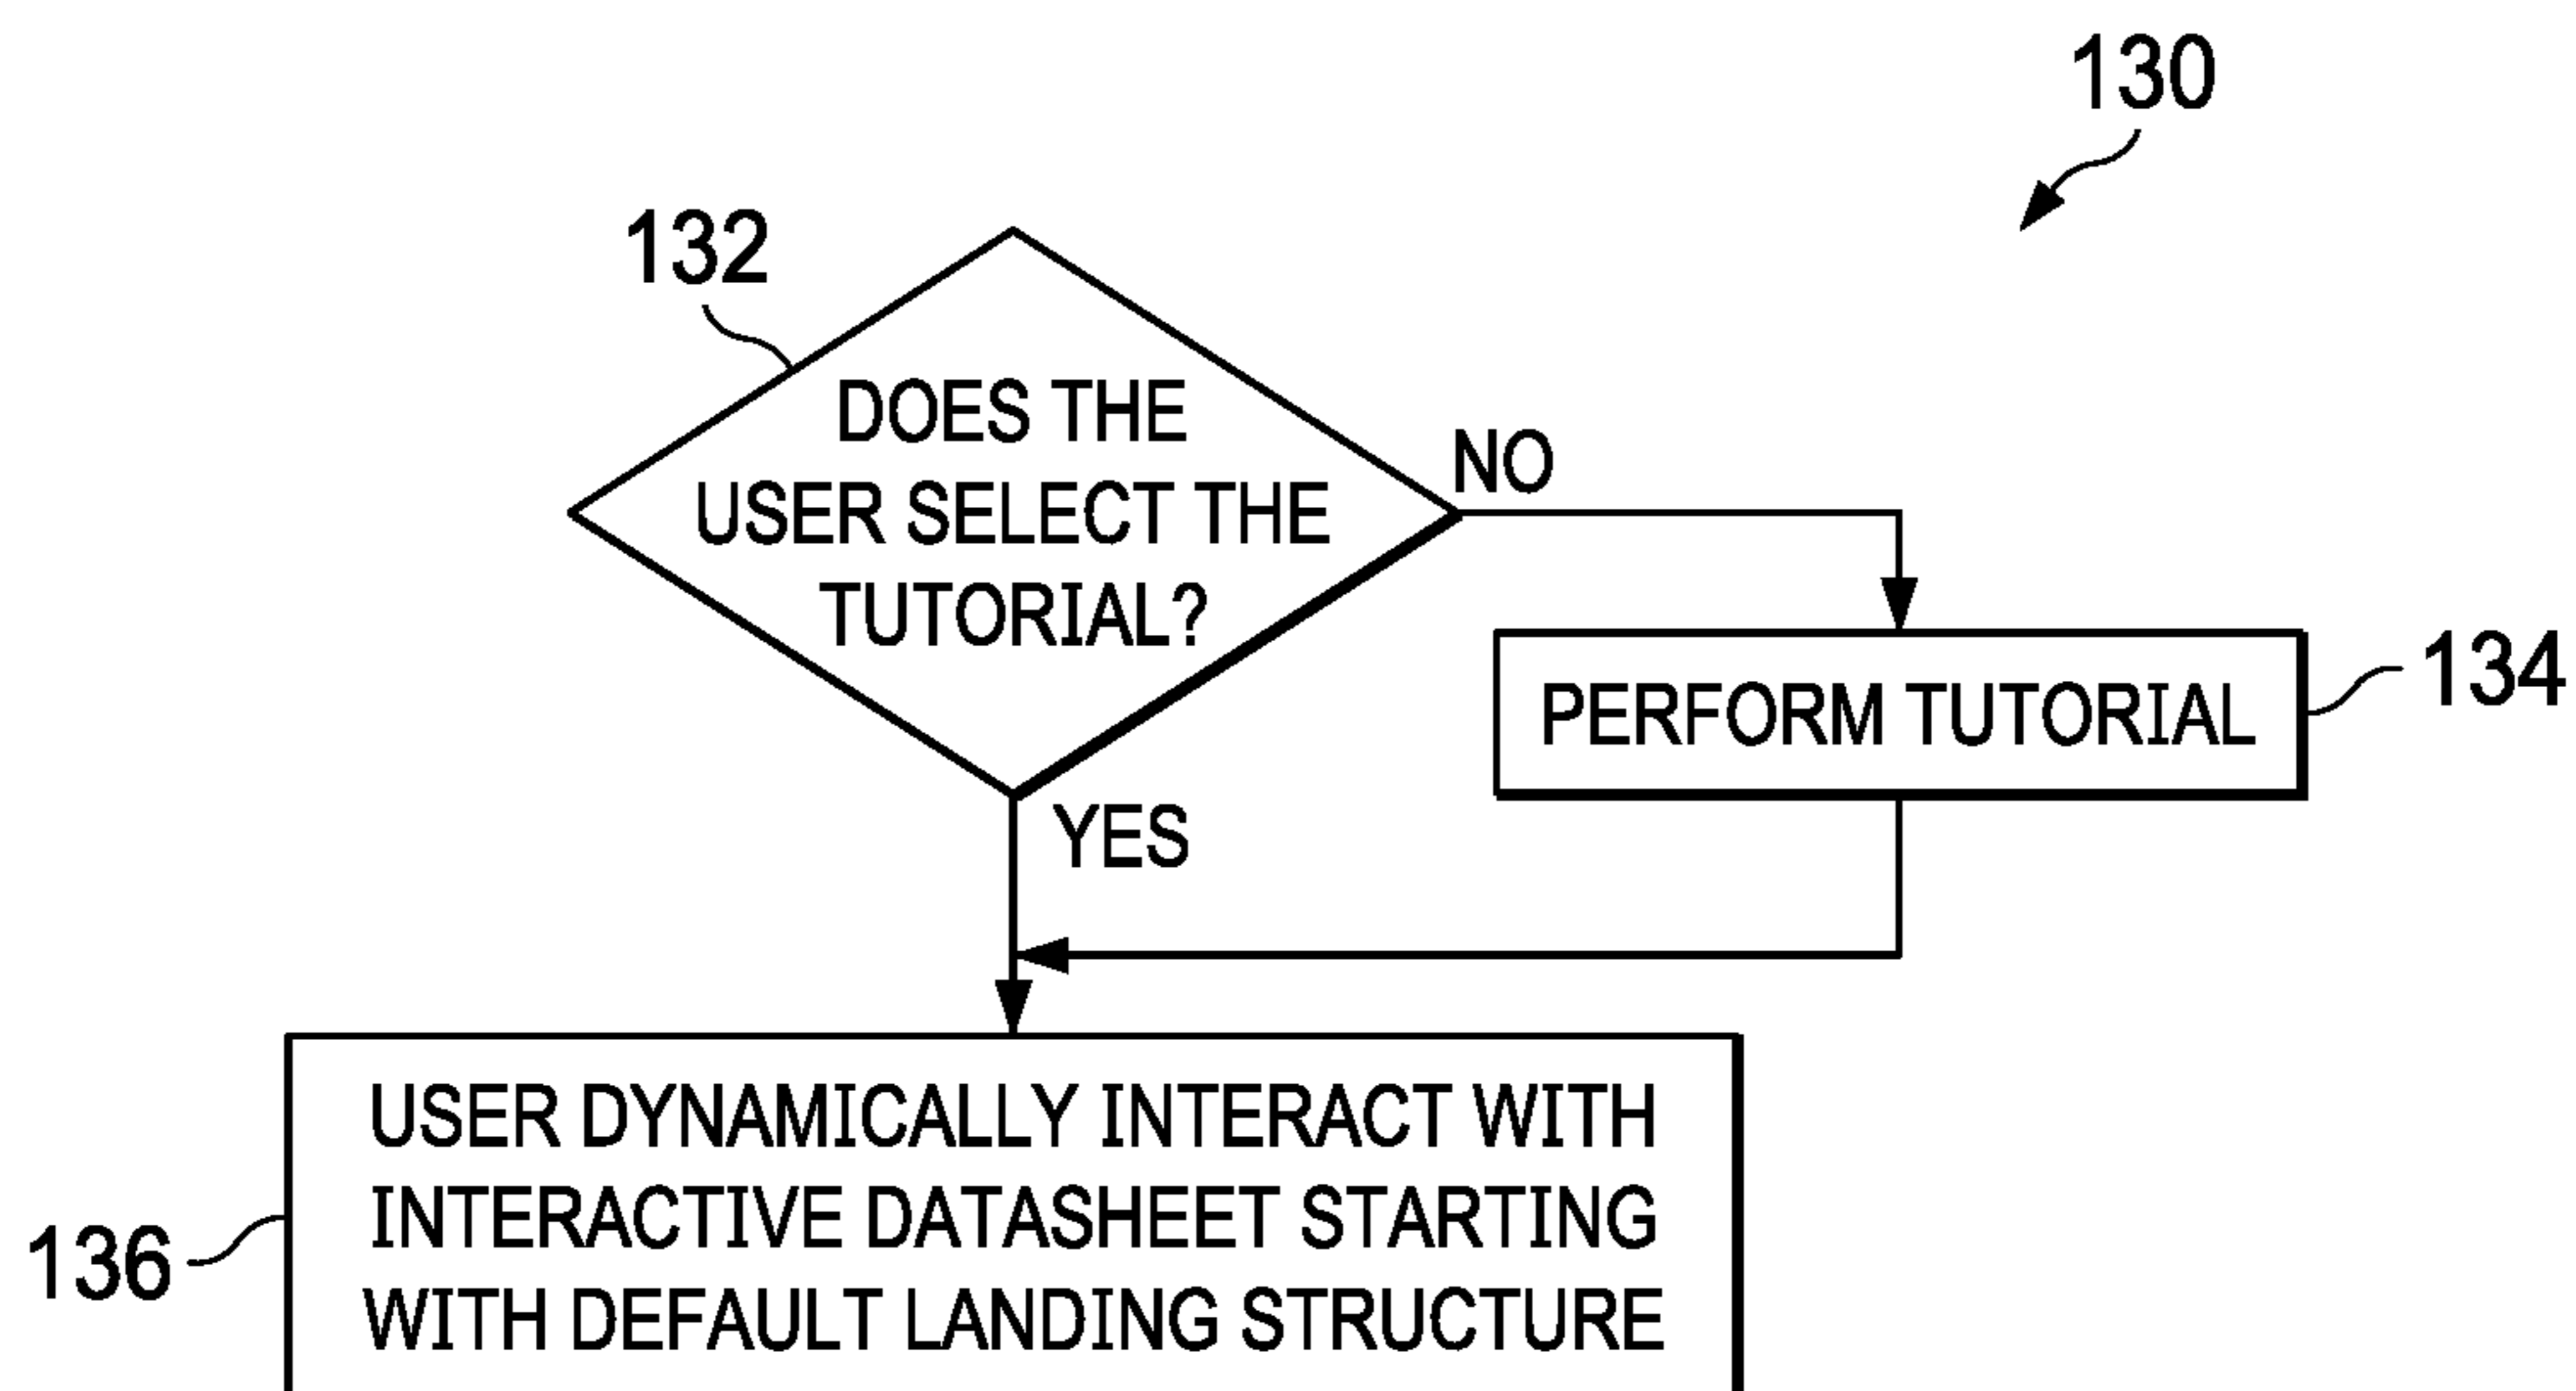 130
132
DOES THE
USER SELECT THE
TUTORIAL?
NO
PERFORM TUTORIAL
134
YES
USER DYNAMICALLY INTERACT WITH
INTERACTIVE DATASHEET STARTING
WITH DEFAULT LANDING STRUCTURE
136